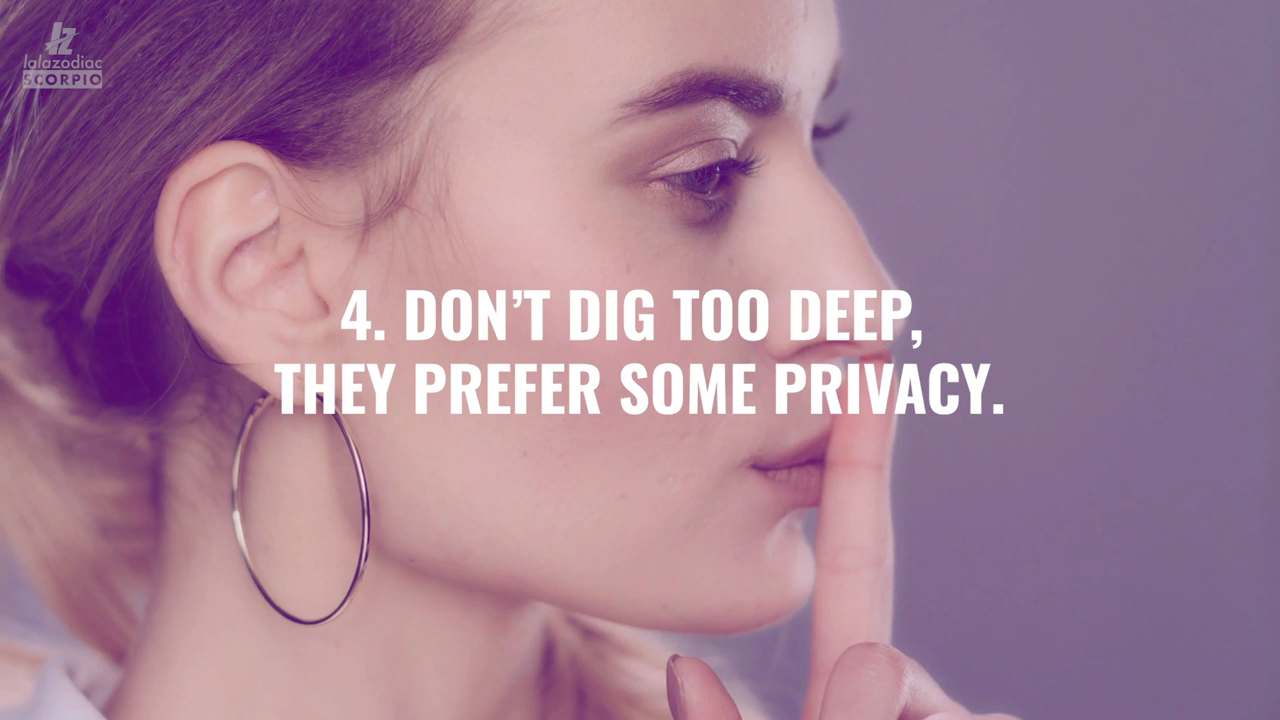 lalazodiac
SCORPIO
4. DON’T DIG TOO DEEP,
THEY PREFER SOME PRIVACY.